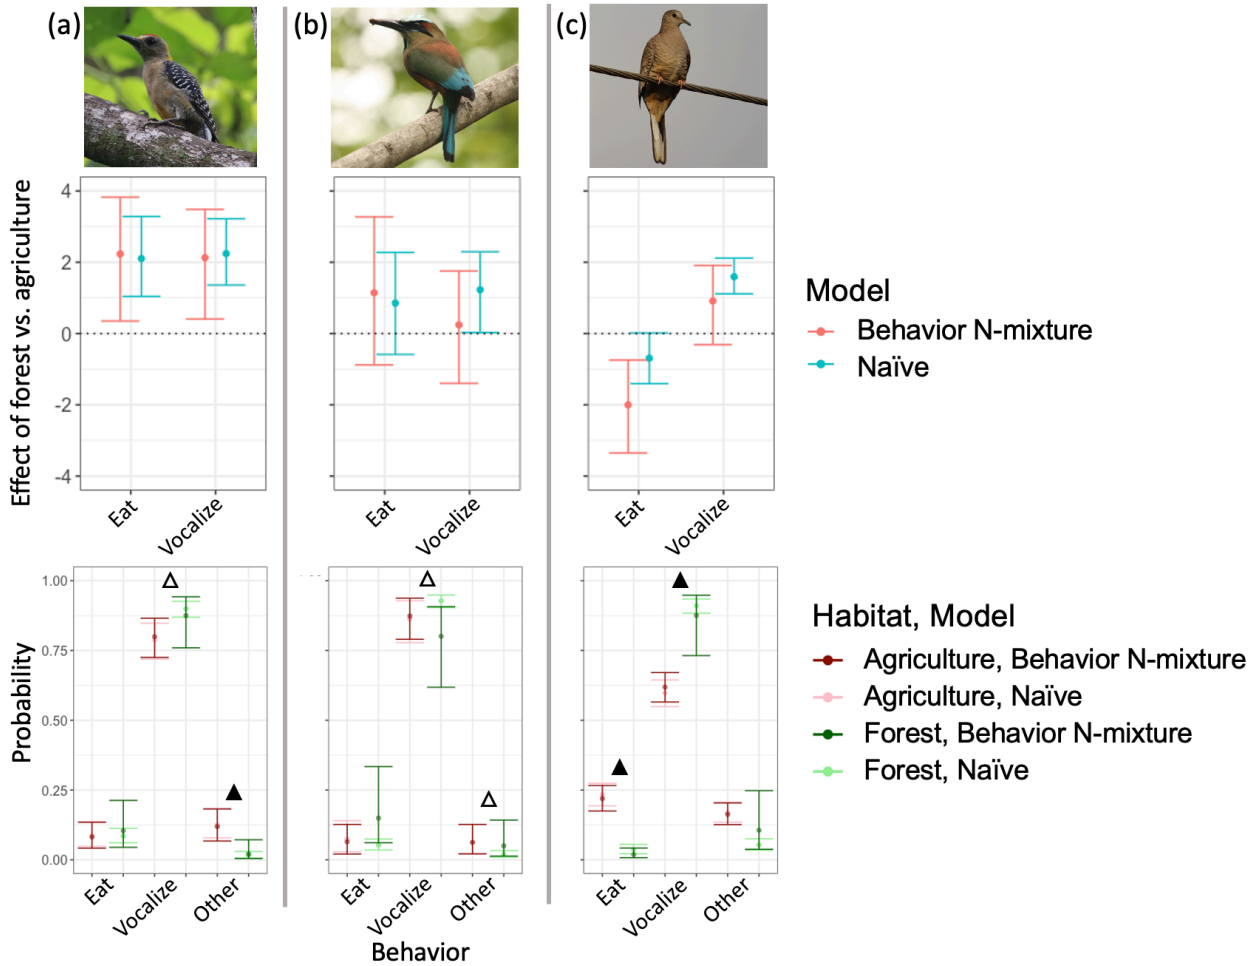 (a)
(b)
(c)
Effect of forest vs. agriculture
4
2
0
-2
-4
Eat
Vocalize
Eat
Vocalize
Eat
Vocalize
Model
Behavior N-mixture
Naïve
Probability
1.00
0.75
0.50
0.25
0.00
Eat
Vocalize
Other
Eat
Vocalize
Other
Eat
Vocalize
Other
Behavior
Habitat, Model
Agriculture, Behavior N-mixture
Agriculture, Naïve
Forest, Behavior N-mixture
Forest, Naïve